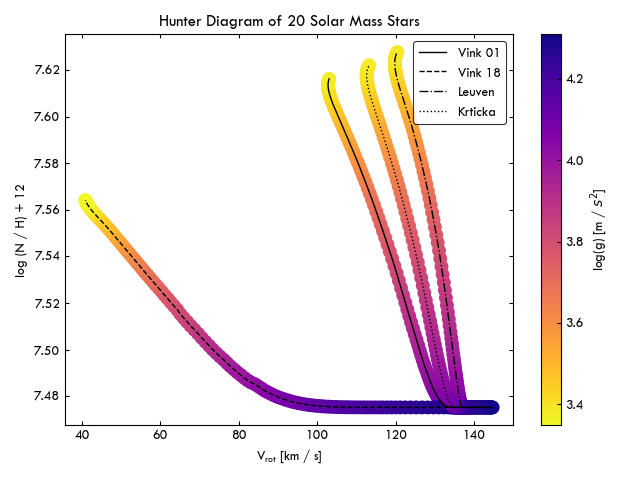 Hunter Diagram of 20 Solar Mass Stars
log (N / H) + 12
7.62
7.60
7.58
7.56
7.54
7.52
7.50
7.48
40
60
80
100
120
140
V_rot [km / s]
Vink 01
Vink 18
Leuven
Krticka
4.2
4.0
3.8
3.6
3.4
log(g) [m / s²]